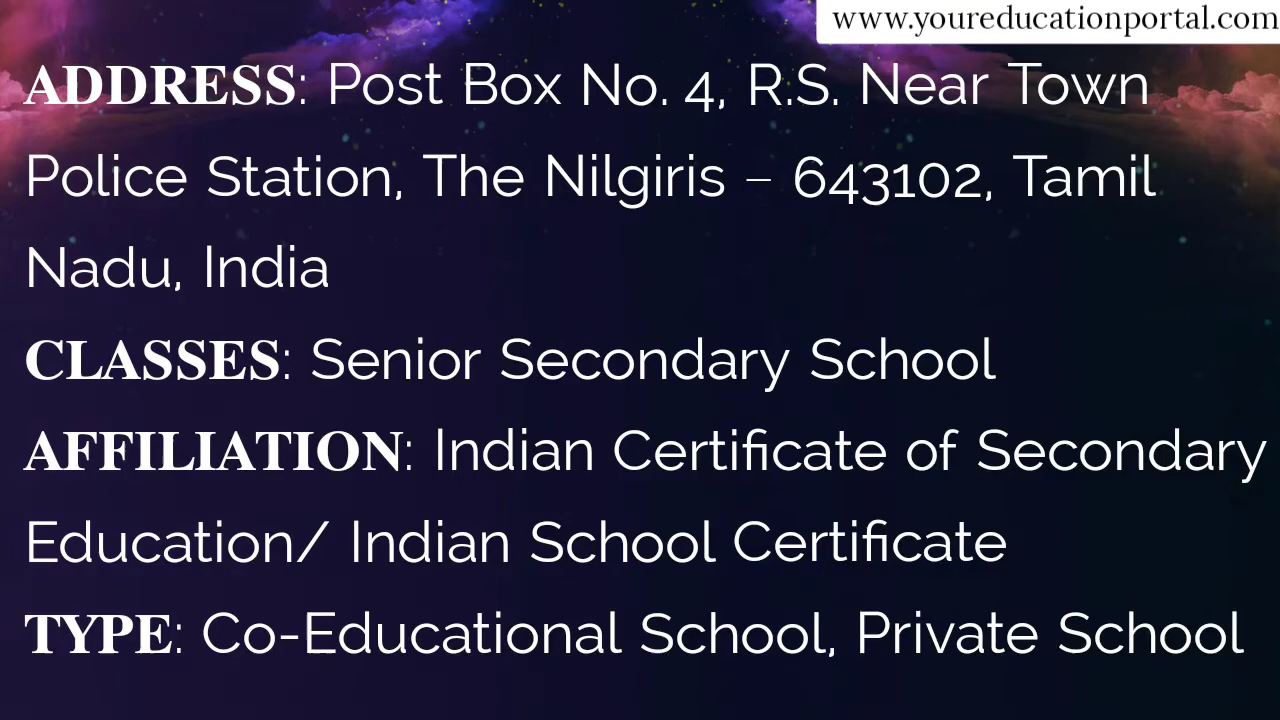 www.youreducationportal.com
ADDRESS: Post Box No. 4, R.S. Near Town
Police Station, The Nilgiris – 643102, Tamil
Nadu, India
CLASSES: Senior Secondary School
AFFILIATION: Indian Certificate of Secondary
Education/ Indian School Certificate
TYPE: Co-Educational School, Private School